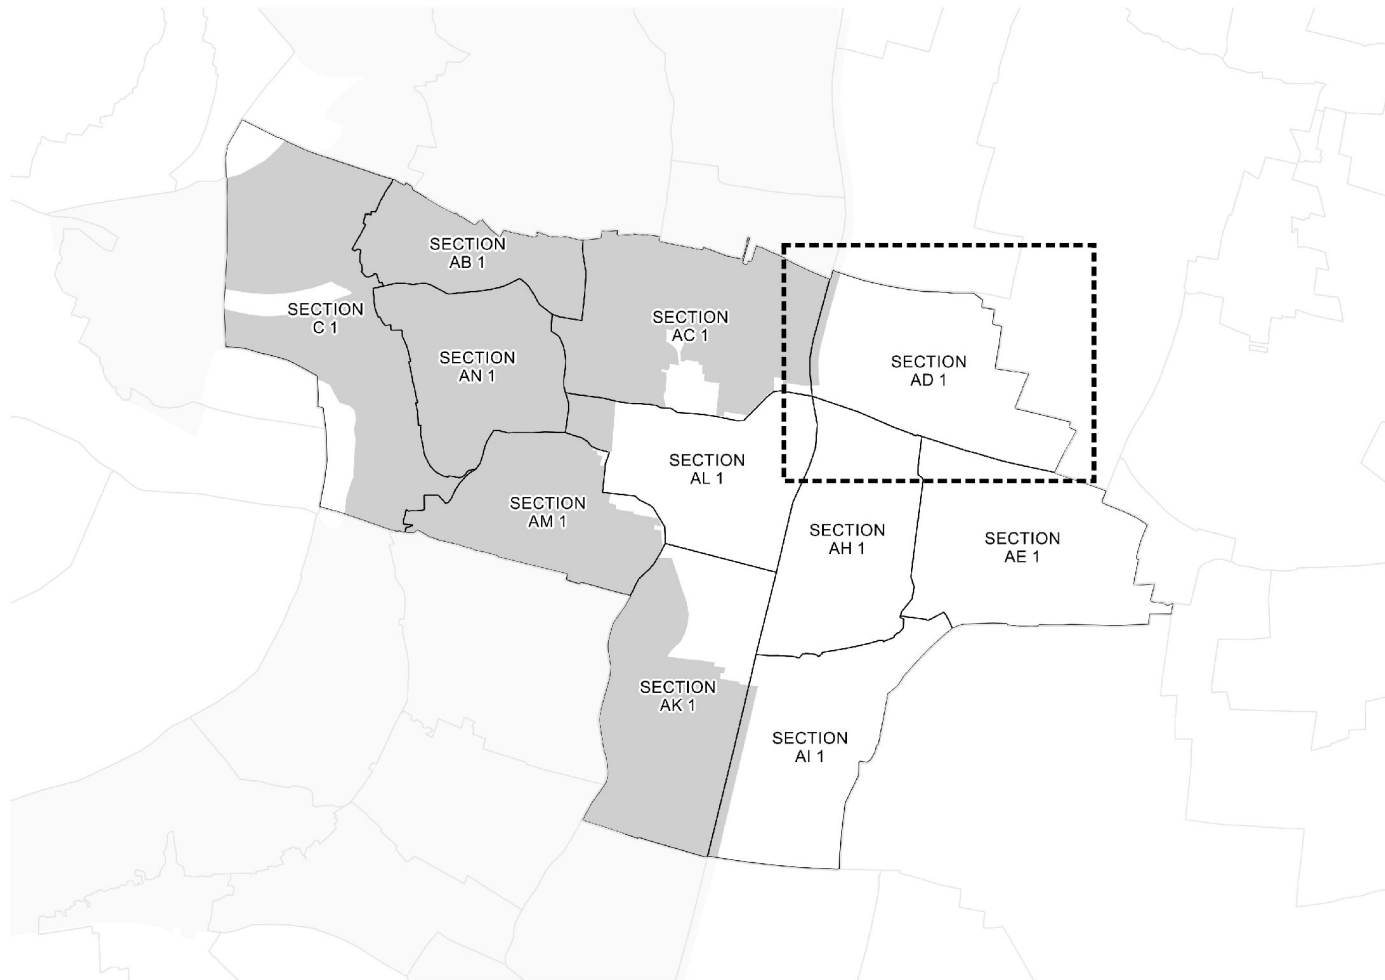 SECTION
AB 1
SECTION
C 1
SECTION
AC 1
SECTION
AN 1
SECTION
AD 1
SECTION
AL 1
SECTION
AM 1
SECTION
AH 1
SECTION
AE 1
SECTION
AK 1
SECTION
AI 1